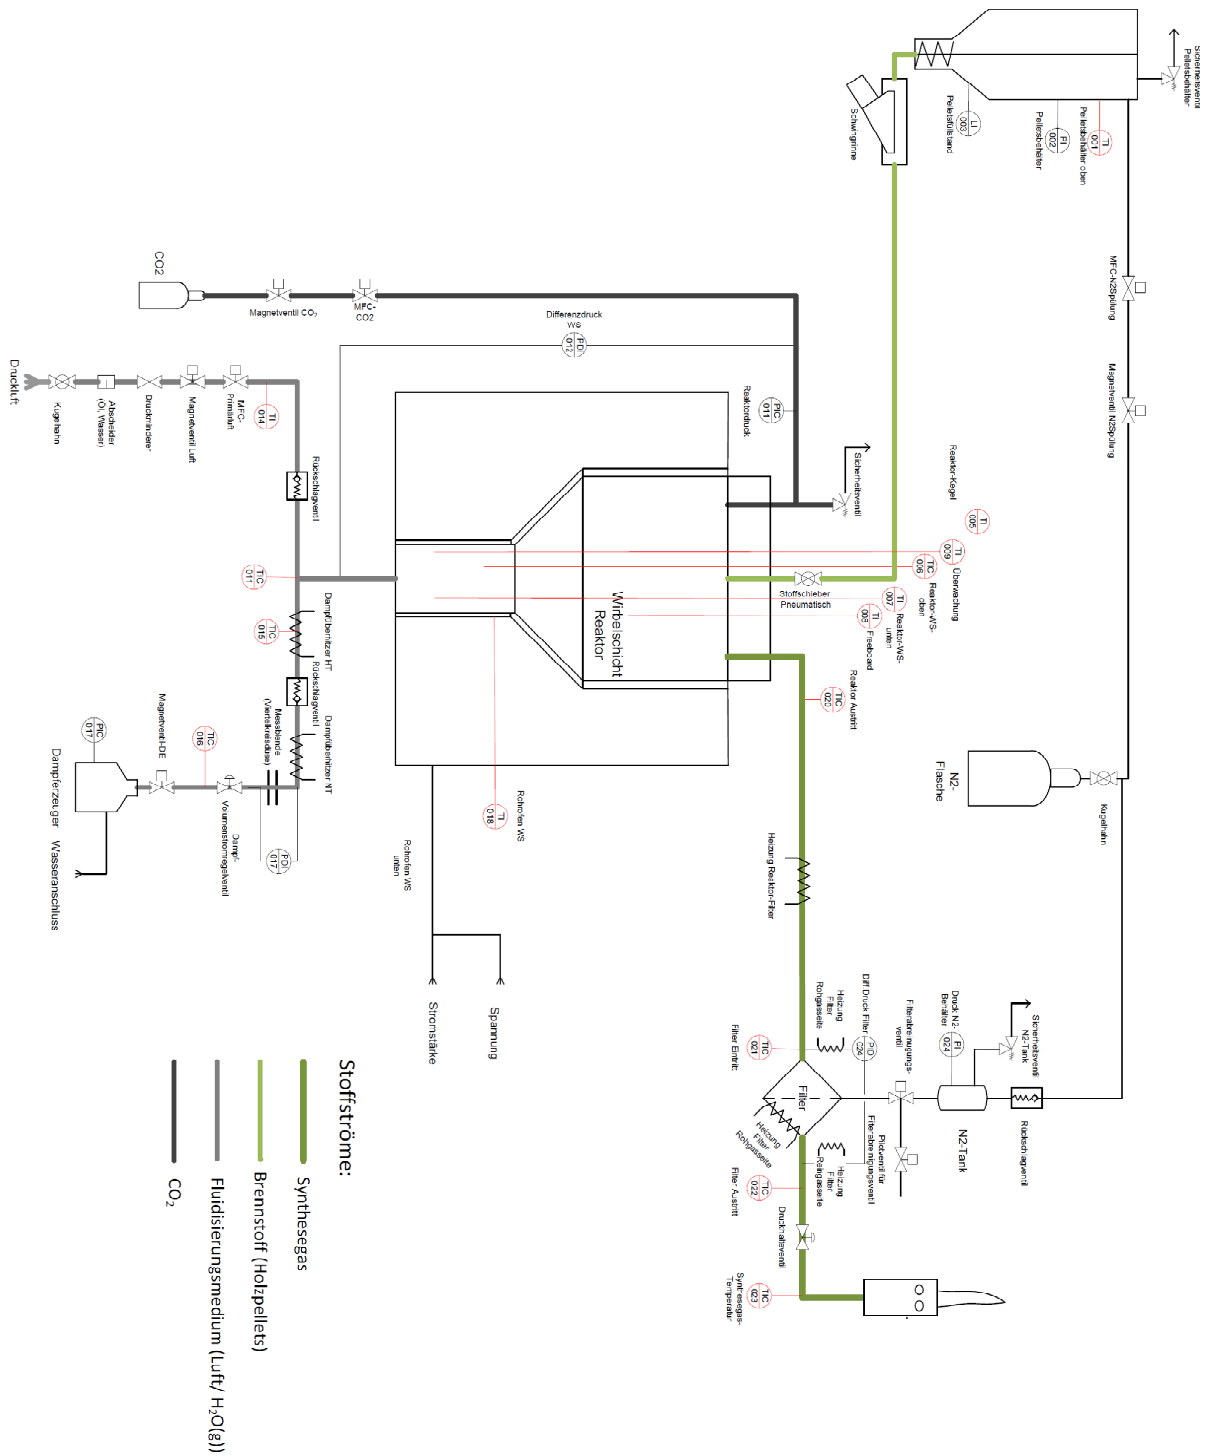 Sicherheitsventil
Pelletsbehälter
TI
001
Pelletsbehälter oben
PI
002
Pelletsbehälter
LI
003
Pelletsfüllstand
Schwingrinne
MFC-N2Spülung
Magnetventil N2Spülung
CO2
Magnetventil CO₂
MFC-
CO2
Differenzdruck
WS
PDI
012
Reaktordruck
PIC
011
Sicherheitsventil
Druckluft
Kugelhahn
Abscheider
(Öl, Wasser)
Druckminderer
Magnetventil Luft
MFC-
Primärluft
TI
014
Rückschlagventil
TIC
011
Dampfüberhitzer HT
TIC
015
Rückschlagventil
Dampfüberhitzer NT
Messblende
(Viertelkreisdüse)
PDI
017
Dampf-
Volumenstromregelventil
TIC
016
Magnetventil-DE
PIC
017
Dampferzeuger
Wasseranschluss
Wirbelschicht
Reaktor
Stoffschieber
Pneumatisch
Reaktor-Kegel
TI
005
TI
009
Überwachung
TIC
006
Reaktor-WS-
oben
TI
007
Reaktor-WS-
unten
TI
008
Freeboard
TIC
020
Reaktor Austritt
TI
018
Rohrofen WS
Rohrofen WS
unten
Stromstärke
Spannung
Heizung Reaktor-Filter
N2-
Flasche
Kugelhahn
Sicherheitsventil
N2-Tank
Druck N2-
Behälter
PI
024
N2-Tank
Rückschlagventil
Filterabreinigungs-
ventil
Pilotventil für
Filterabreinigungsventil
Diff Druck Filter
PID
024
Heizung
Filter
Rohgasseite
Filter Eintritt
TIC
021
Filter
Heizung
Filter
Rohgasseite
Heizung
Filter
Reingasseite
TIC
022
Filter Austritt
Druckhalteventil
TIC
023
Synthesegas-
Temperatur
Stoffströme:
Synthesegas
Brennstoff (Holzpellets)
Fluidisierungsmedium (Luft/ H₂O(g))
CO₂